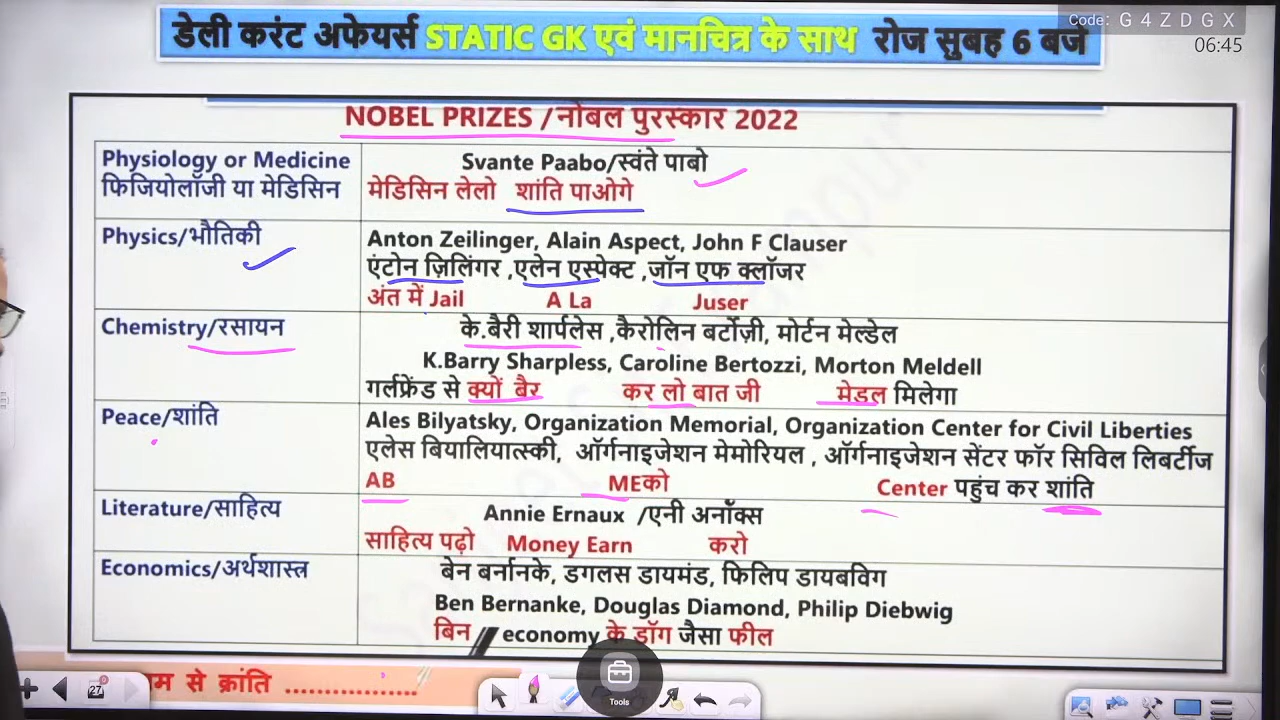 Code: G 4 Z D G X
डेली करंट अफेयर्स STATIC GK एवं मानचित्र के साथ रोज सुबह 6 बजे
06:45
NOBEL PRIZES /नोबल पुरस्कार 2022
Physiology or Medicine
फिजियोलॉजी या मेडिसिन
Svante Paabo/स्वंते पाबो
मेडिसिन लेलो शांति पाओगे
Physics/भौतिकी
Anton Zeilinger, Alain Aspect, John F Clauser
एंटोन ज़िलिंगर ,एलेन एस्पेक्ट ,जॉन एफ क्लॉजर
अंत में Jail A La Juser
Chemistry/रसायन
के.बैरी शार्पलेस ,कैरोलिन बर्टोज़ी, मोर्टन मेल्डेल
K.Barry Sharpless, Caroline Bertozzi, Morton Meldell
गर्लफ्रेंड से क्यों बैर कर लो बात जी मेडल मिलेगा
Peace/शांति
Ales Bilyatsky, Organization Memorial, Organization Center for Civil Liberties
एलेस बियालियात्स्की, ऑर्गनाइजेशन मेमोरियल , ऑर्गनाइजेशन सेंटर फॉर सिविल लिबर्टीज
AB MEको Center पहुंच कर शांति
Literature/साहित्य
Annie Ernaux /एनी अर्नॉक्स
साहित्य पढ़ो Money Earn करो
Economics/अर्थशास्त्र
बेन बर्नानके, डगलस डायमंड, फिलिप डायबविग
Ben Bernanke, Douglas Diamond, Philip Diebwig
बिन economy के डॉग जैसा फील
से क्रांति ..................
27
Tools